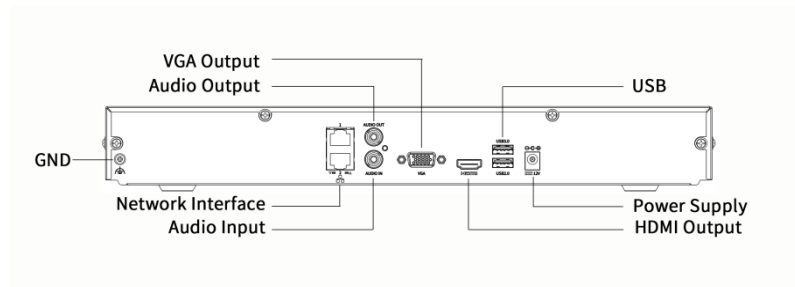 VGA Output
Audio Output
USB
AUDIO OUT
USB2.0
GND
AUDIO IN
VGA
USB2.0
12V
Network Interface
Audio Input
Power Supply
HDMI Output